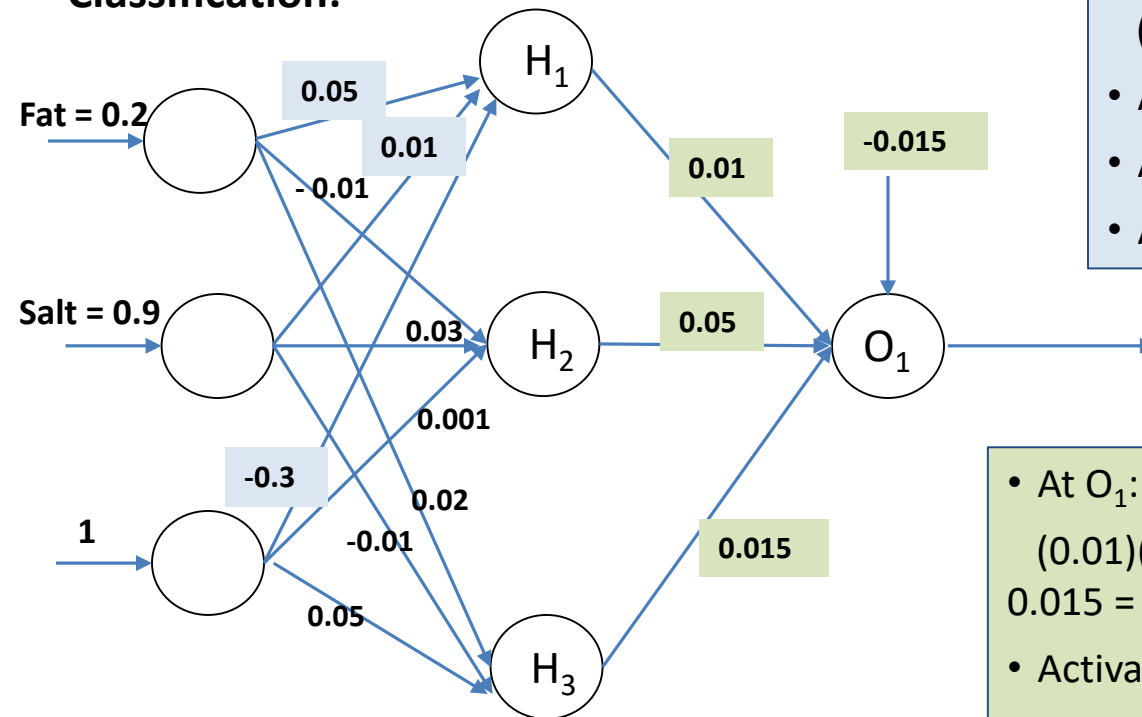 Classification:
Fat = 0.2
0.05
0.01
- 0.01
H1
0.01
-0.015
Salt = 0.9
0.03
H2
0.05
O1
0.001
-0.3
0.02
1
-0.01
0.015
0.05
H3
(
• A
• A
• A
• At O1:
(0.01)(
0.015 =
• Activa